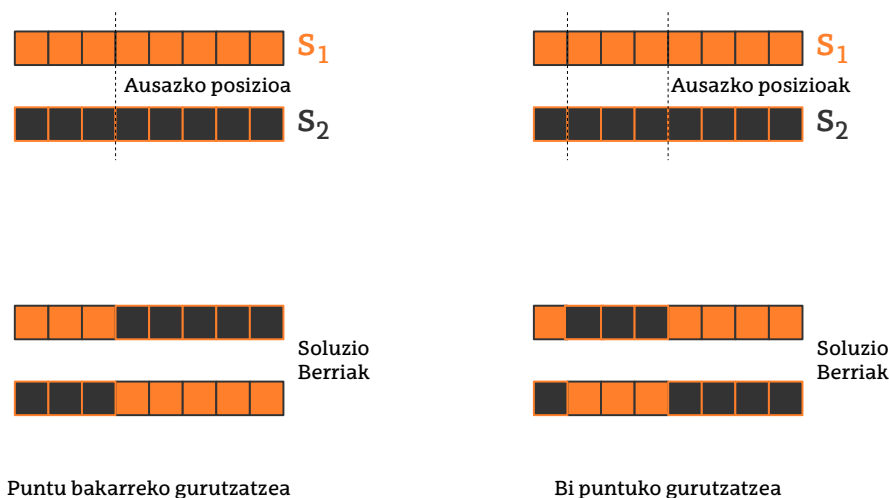 S₁
Ausazko posizioa
S₂
Soluzio
Berriak
Puntu bakarreko gurutzatzea
S₁
Ausazko posizioak
S₂
Soluzio
Berriak
Bi puntuko gurutzatzea